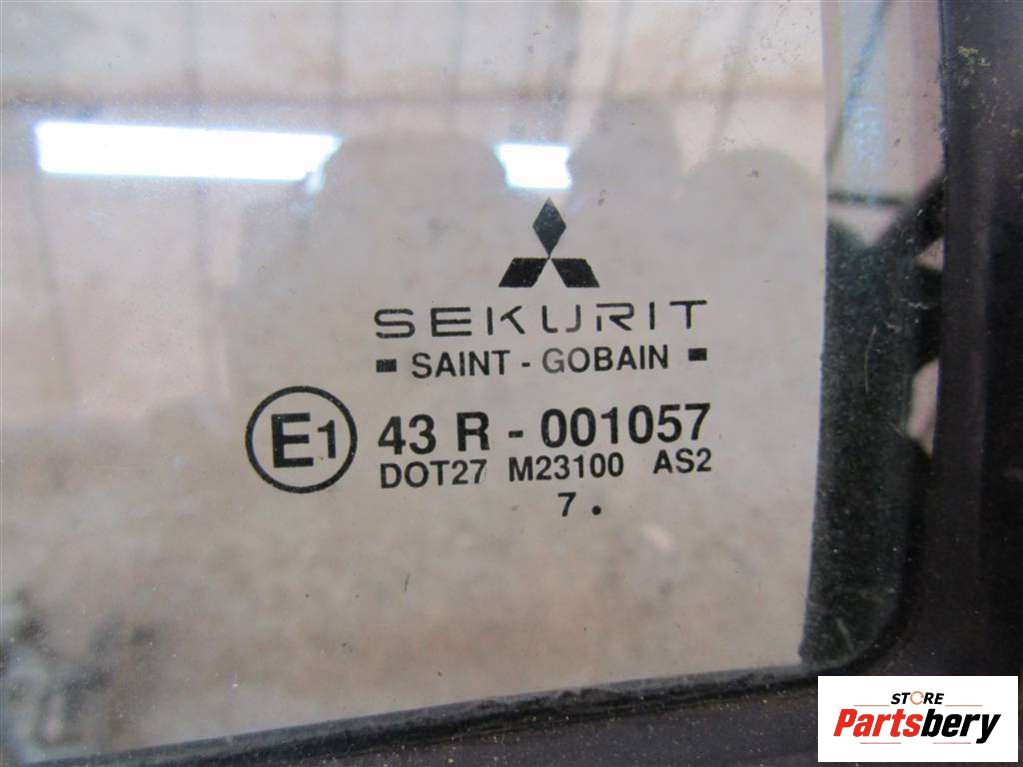 SEKURIT
SAINT - GOBAIN
E1 43 R - 001057
DOT27 M23100 AS2
7 .
STORE
Partsbery